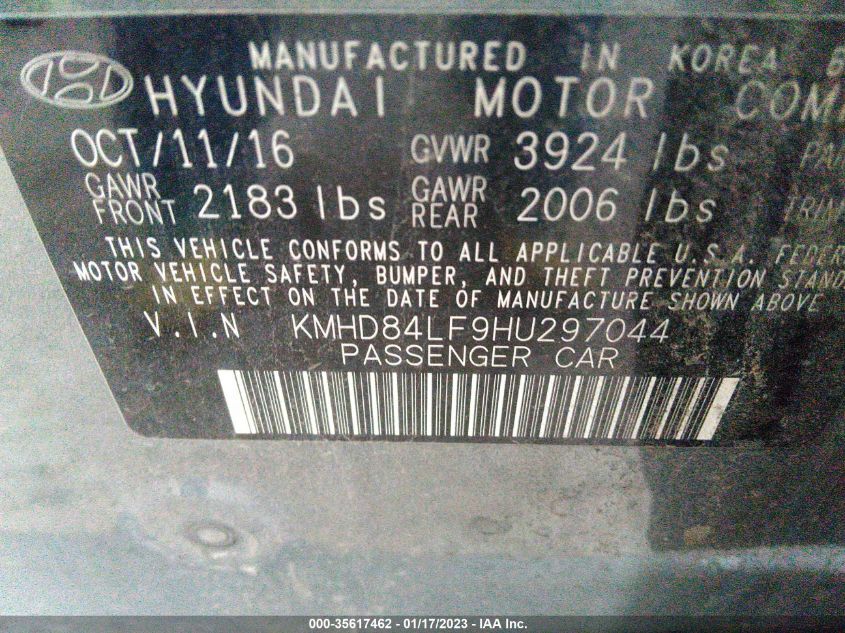 MANUFACTURED IN KOREA
HYUNDAI MOTOR
OCT/11/16 GVWR 3924 lbs
GAWR FRONT 2183 lbs GAWR REAR 2006 lbs
THIS VEHICLE CONFORMS TO ALL APPLICABLE U.S.A.
MOTOR VEHICLE SAFETY, BUMPER, AND THEFT PREVENTION
IN EFFECT ON THE DATE OF MANUFACTURE SHOWN ABOVE
V.I.N KMHD84LF9HU297044
PASSENGER CAR
000-35617462 - 01/17/2023 - IAA Inc.